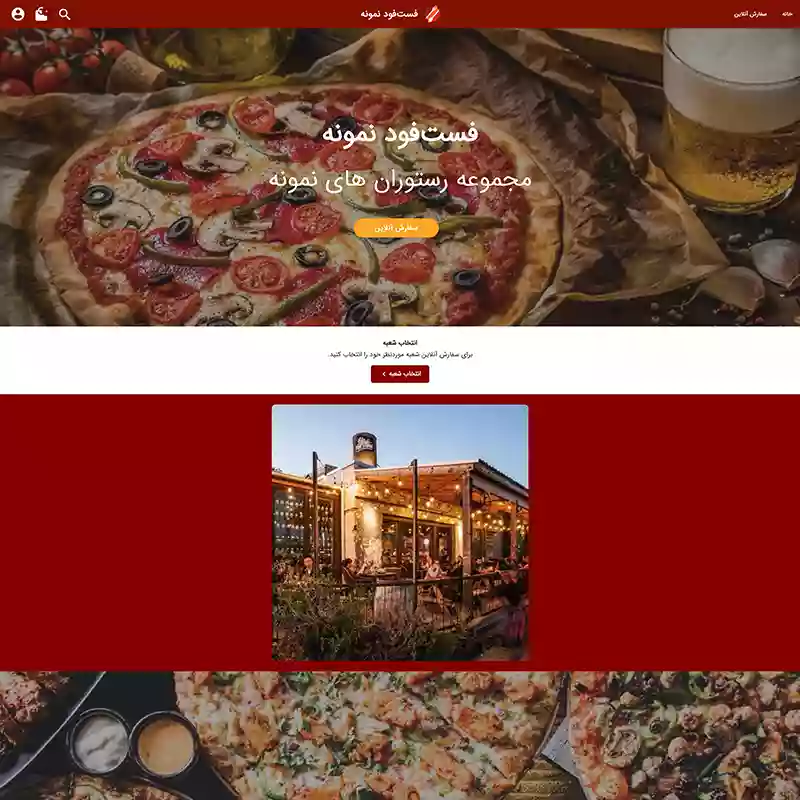 خانه
سفارش آنلاین
فست‌فود نمونه
فست‌فود نمونه
مجموعه رستوران های نمونه
سفارش آنلاین
انتخاب شعبه
برای سفارش آنلاین شعبه موردنظر خود را انتخاب کنید.
انتخاب شعبه